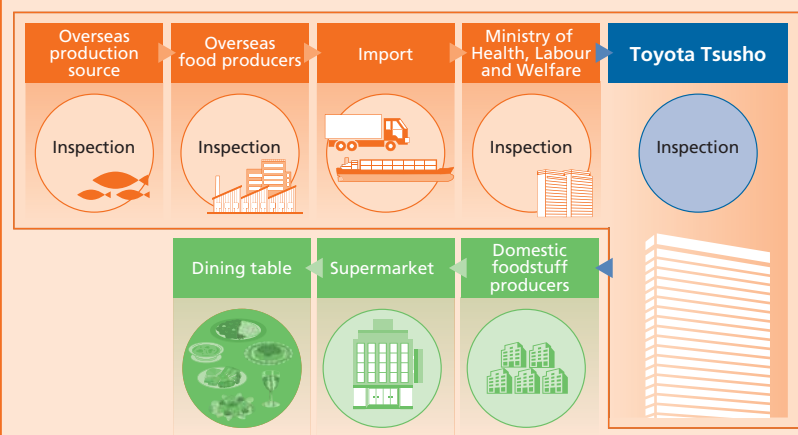 Overseas
production
source
Overseas
food producers
Import
Ministry of
Health, Labour
and Welfare
Toyota Tsusho
Inspection
Inspection
Inspection
Inspection
Domestic
foodstuff
producers
Supermarket
Dining table